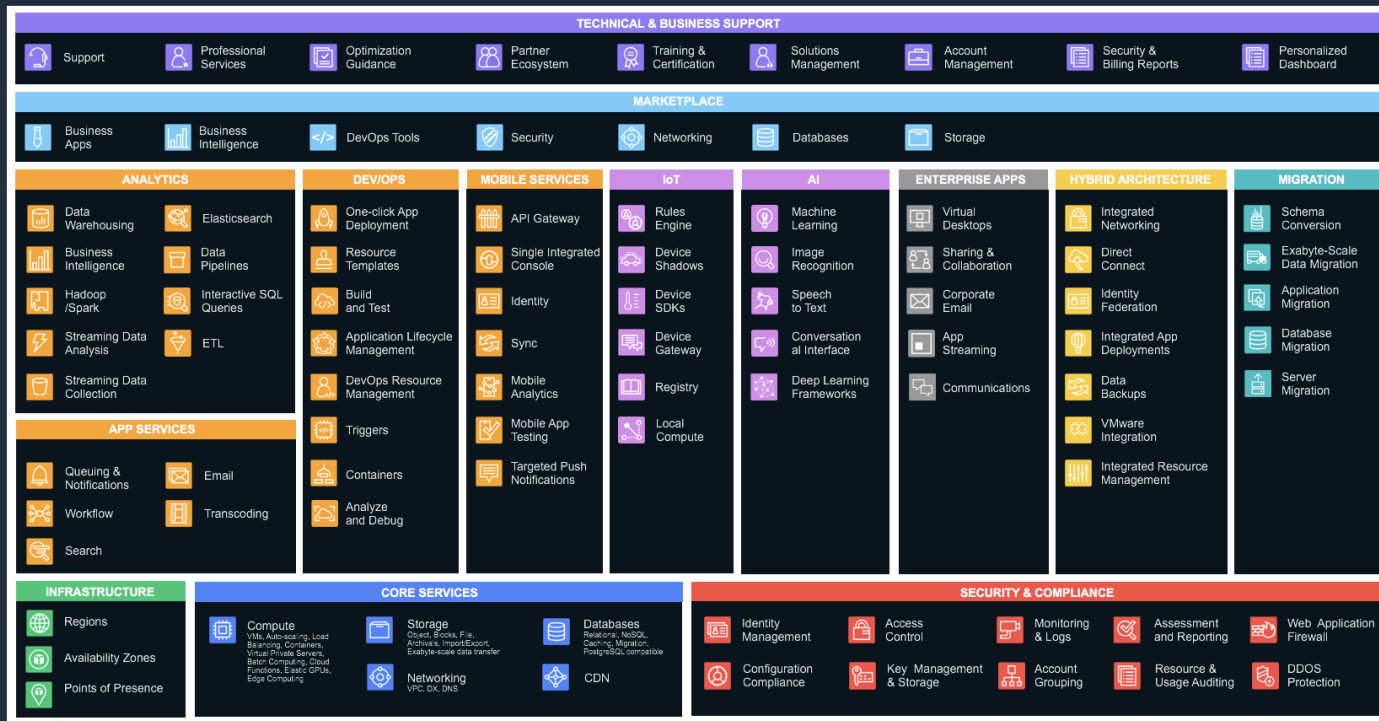 TECHNICAL & BUSINESS SUPPORT
Support
Professional
Services
Optimization
Guidance
Partner
Ecosystem
Training &
Certification
Solutions
Management
Account
Management
Security &
Billing Reports
Personalized
Dashboard
MARKETPLACE
Business
Apps
Business
Intelligence
DevOps Tools
Security
Networking
Databases
Storage
ANALYTICS
Data
Warehousing
Elasticsearch
Business
Intelligence
Data
Pipelines
Hadoop
/Spark
Interactive SQL
Queries
Streaming Data
Analysis
ETL
Streaming Data
Collection
APP SERVICES
Queuing &
Notifications
Email
Workflow
Transcoding
Search
DEV/OPS
One-click App
Deployment
Resource
Templates
Build
and Test
Application Lifecycle
Management
DevOps Resource
Management
Triggers
Containers
Analyze
and Debug
MOBILE SERVICES
API Gateway
Single Integrated
Console
Identity
Sync
Mobile
Analytics
Mobile App
Testing
Targeted Push
Notifications
IoT
Rules
Engine
Device
Shadows
Device
SDKs
Device
Gateway
Registry
Local
Compute
AI
Machine
Learning
Image
Recognition
Speech
to Text
Conversation
al Interface
Deep Learning
Frameworks
ENTERPRISE APPS
Virtual
Desktops
Sharing &
Collaboration
Corporate
Email
App
Streaming
Communications
HYBRID ARCHITECTURE
Integrated
Networking
Direct
Connect
Identity
Federation
Integrated App
Deployments
Data
Backups
VMware
Integration
Integrated Resource
Management
MIGRATION
Schema
Conversion
Exabyte-Scale
Data Migration
Application
Migration
Database
Migration
Server
Migration
INFRASTRUCTURE
Regions
Availability Zones
Points of Presence
CORE SERVICES
Compute
VMs, Auto-scaling, Load
Balancing, Containers,
Virtual Private Servers,
Batch Computing, Cloud
Functions, Elastic GPUs,
Edge Computing
Storage
Object, Blocks, File,
Archivals, Import/Export,
Exabyte-scale data transfer
Databases
Relational, NoSQL,
Caching, Migration,
PostgreSQL compatible
Networking
VPC, DX, DNS
CDN
SECURITY & COMPLIANCE
Identity
Management
Access
Control
Monitoring
& Logs
Assessment
and Reporting
Web Application
Firewall
Configuration
Compliance
Key Management
& Storage
Account
Grouping
Resource &
Usage Auditing
DDOS
Protection